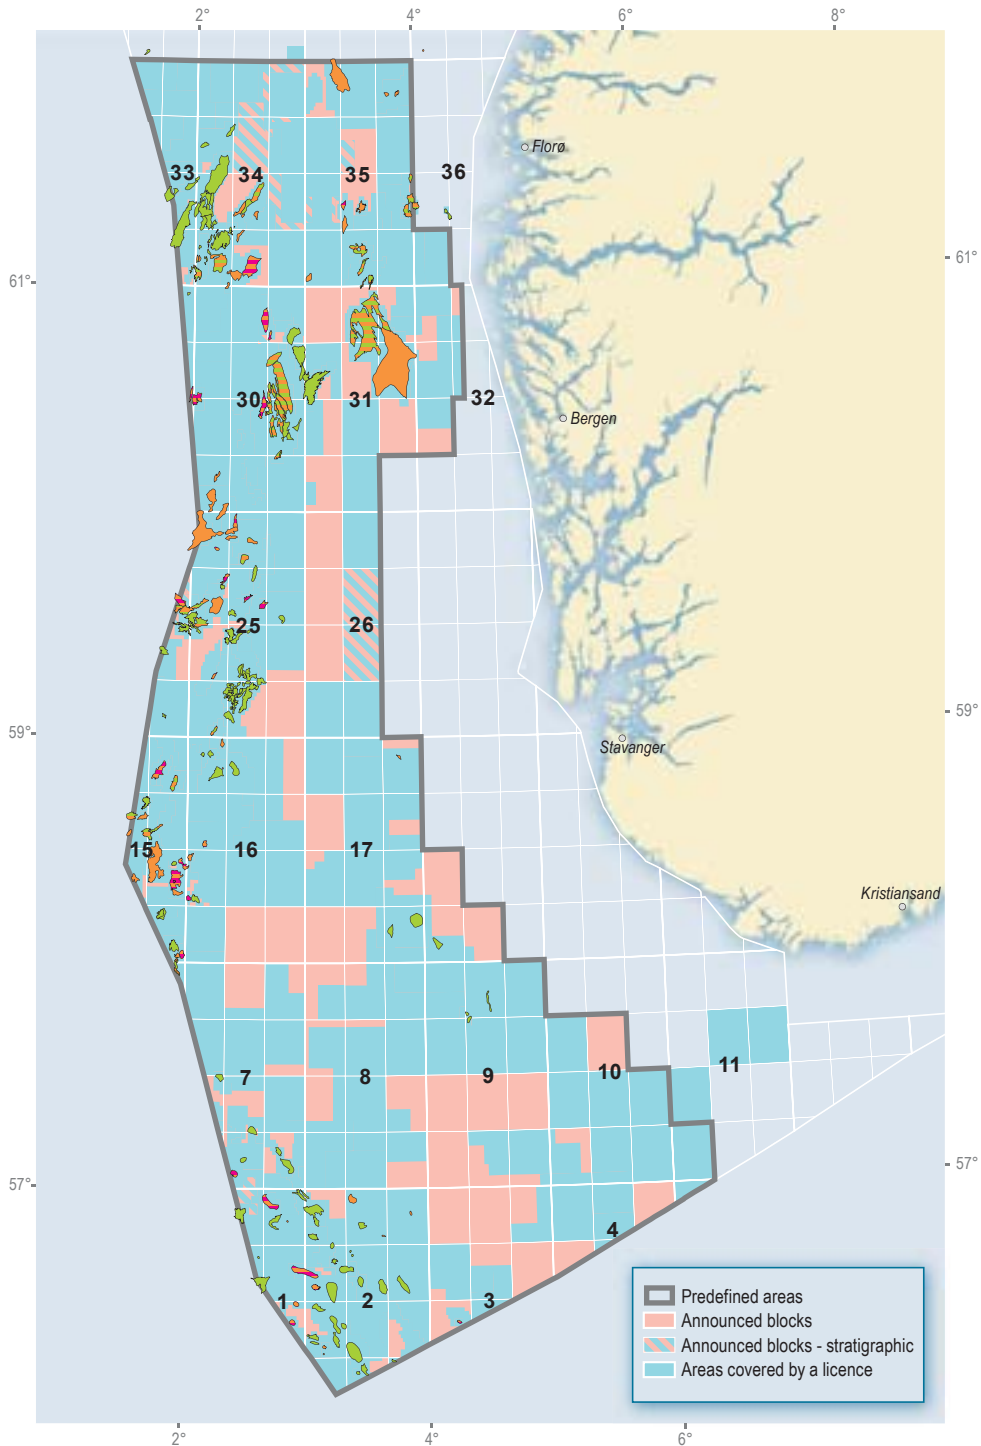 2° 4° 6° 8°
Florø
33 34 35 36
61° 61°
30 31 32
Bergen
25 26
59° 59°
Stavanger
15 16 17
Kristiansand
7 8 9 10 11
57° 57°
4
1 2 3
Predefined areas
Announced blocks
Announced blocks - stratigraphic
Areas covered by a licence
2° 4° 6°